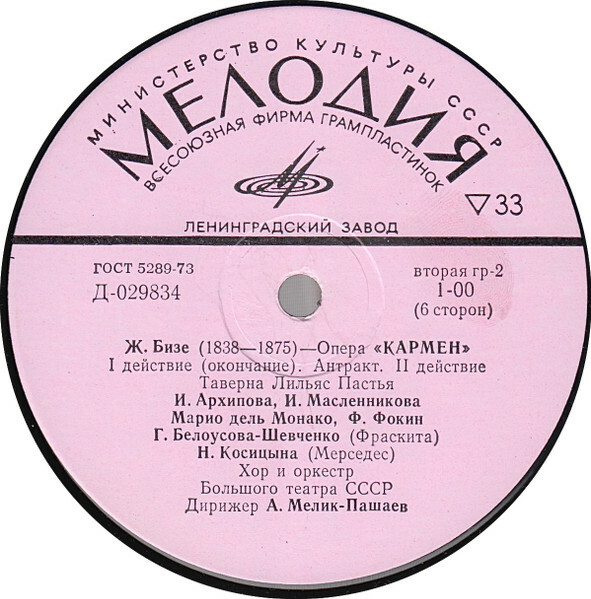 МИНИСТЕРСТВО КУЛЬТУРЫ СССР
МЕЛОДИЯ
ВСЕСОЮЗНАЯ ФИРМА ГРАМПЛАСТИНОК
▽33
ЛЕНИНГРАДСКИЙ ЗАВОД
ГОСТ 5289-73
Д-029834
вторая гр-2
1-00
(6 сторон)
Ж. Бизе (1838—1875)—Опера «КАРМЕН»
I действие (окончание). Антракт. II действие
Таверна Лильяс Пастья
И. Архипова, И. Масленникова
Марио дель Монако, Ф. Фокин
Г. Белоусова-Шевченко (Фраскита)
Н. Косицына (Мерседес)
Хор и оркестр
Большого театра СССР
Дирижер А. Мелик-Пашаев